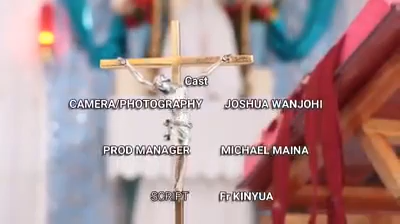 Cast
CAMERA/PHOTOGRAPHY JOSHUA WANJOHI
PROD MANAGER MICHAEL MAINA
SCRIPT Fr KINYUA